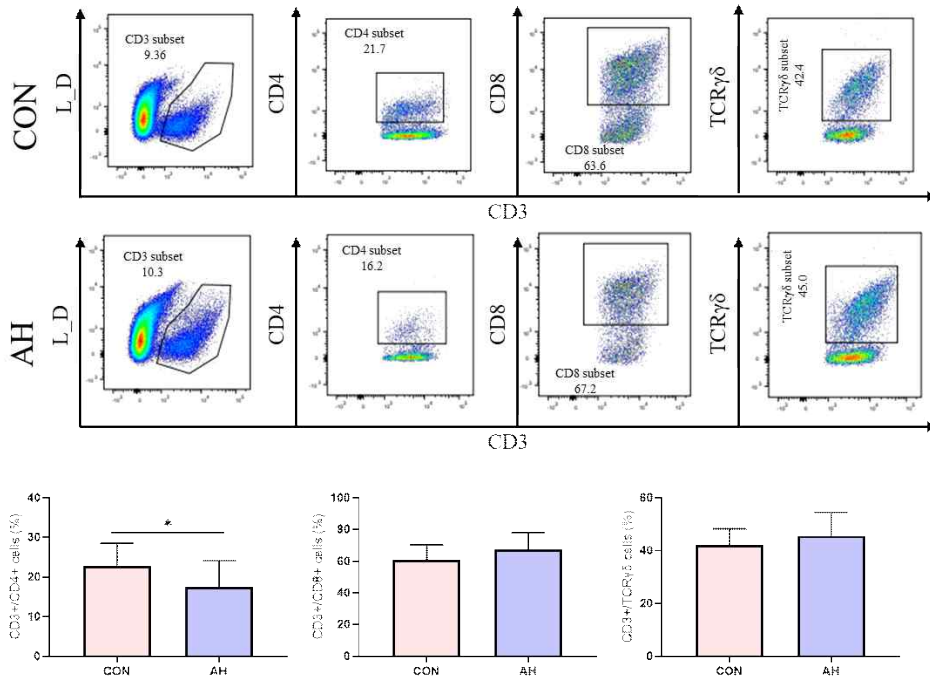 CON
L_D
CD3 subset
9.36
CD4
CD4 subset
21.7
CD8
CD8 subset
63.6
TCRγδ
TCRγδ subset
42.4
CD3
AH
L_D
CD3 subset
10.3
CD4
CD4 subset
16.2
CD8
CD8 subset
67.2
TCRγδ
TCRγδ subset
45.0
CD3
CD3+/CD4+ cells (%)
40
30
20
10
0
*
CON
AH
CD3+/CD8+ cells (%)
100
80
60
40
20
0
CON
AH
CD3+/TCRγδ cells (%)
60
40
20
0
CON
AH